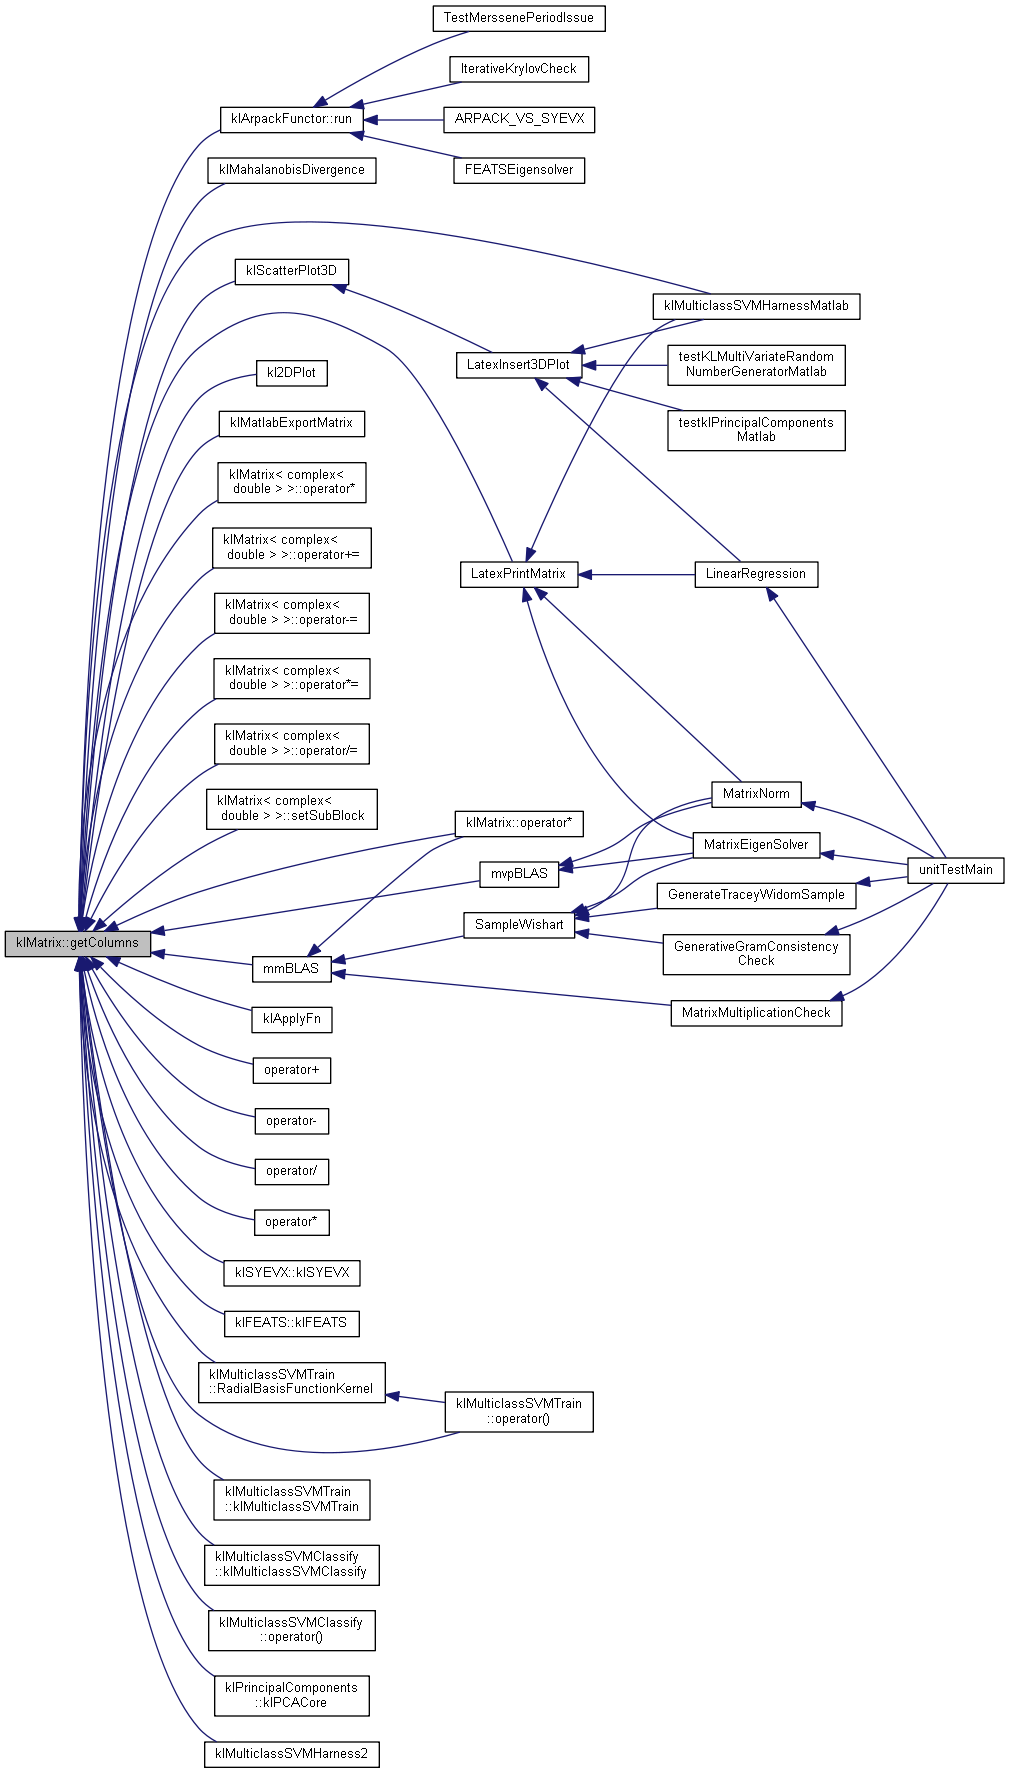 TestMerssenePeriodIssue
IterativeKrylovCheck
klArpackFunctor::run
ARPACK_VS_SYEVX
FEATSEigensolver
klMahalanobisDivergence
klScatterPlot3D
klMulticlassSVMHarnessMatlab
LatexInsert3DPlot
testKLMultiVariateRandom
NumberGeneratorMatlab
kl2DPlot
testklPrincipalComponents
Matlab
klMatlabExportMatrix
klMatrix< complex<
double > >::operator*
klMatrix< complex<
double > >::operator+=
LatexPrintMatrix
LinearRegression
klMatrix< complex<
double > >::operator-=
klMatrix< complex<
double > >::operator*=
klMatrix< complex<
double > >::operator/=
klMatrix< complex<
double > >::setSubBlock
MatrixNorm
klMatrix::operator*
MatrixEigenSolver
mvpBLAS
unitTestMain
GenerateTraceyWidomSample
SampleWishart
klMatrix::getColumns
GenerativeGramConsistency
Check
mmBLAS
klApplyFn
MatrixMultiplicationCheck
operator+
operator-
operator/
operator*
klSYEVX::klSYEVX
klFEATS::klFEATS
klMulticlassSVMTrain
::RadialBasisFunctionKernel
klMulticlassSVMTrain
::operator()
klMulticlassSVMTrain
::klMulticlassSVMTrain
klMulticlassSVMClassify
::klMulticlassSVMClassify
klMulticlassSVMClassify
::operator()
klPrincipalComponents
::klPCACore
klMulticlassSVMHarness2